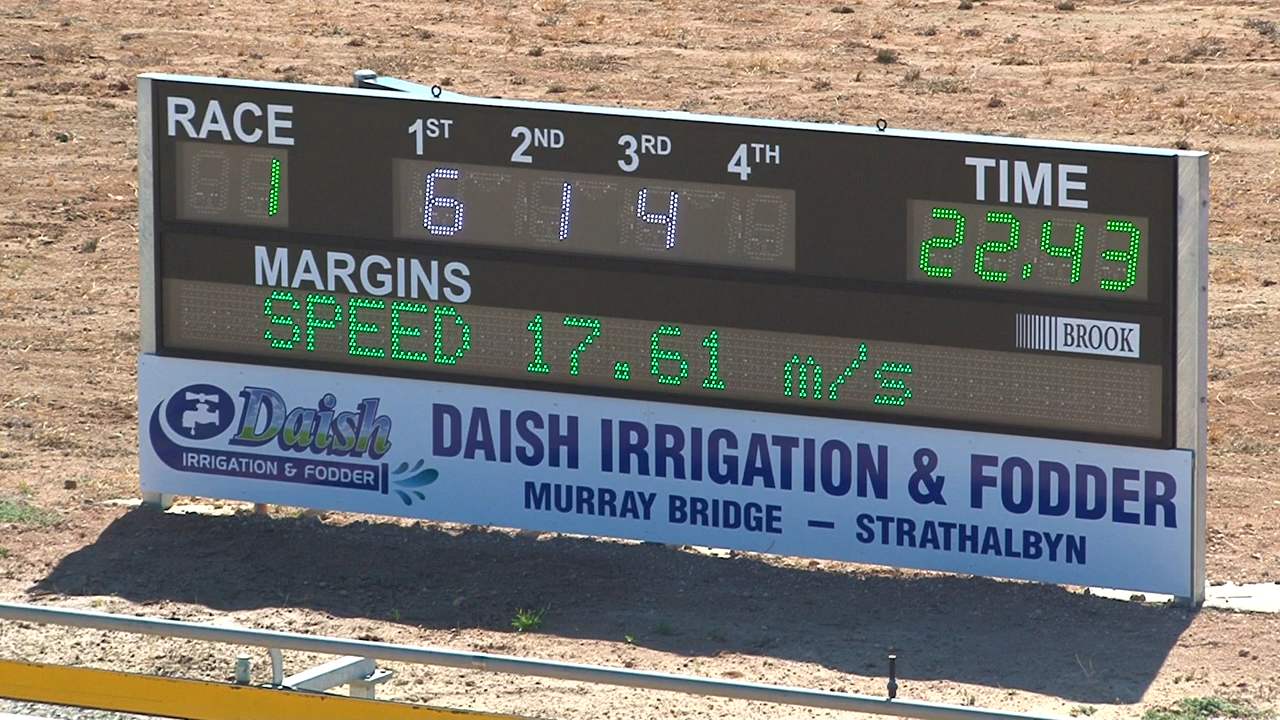 RACE 1ST 2ND 3RD 4TH TIME
1 6 1 4 22.43
MARGINS
BROOK
SPEED 17.61 m/s
Daish
IRRIGATION & FODDER
DAISH IRRIGATION & FODDER
MURRAY BRIDGE – STRATHALBYN